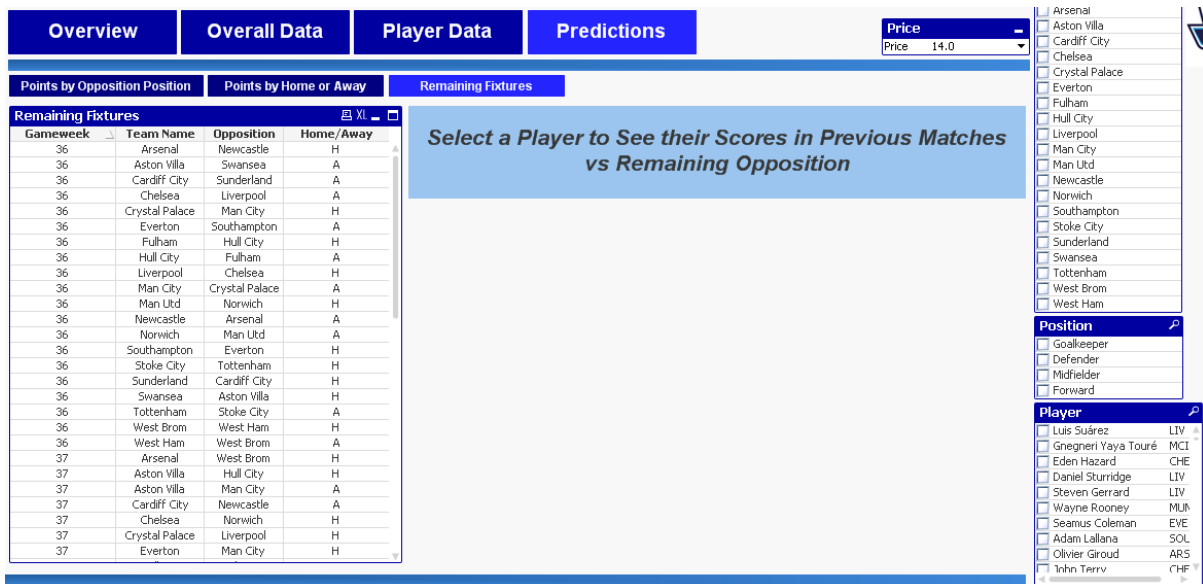 Overview Overall Data Player Data Predictions
Price
Price 14.0
Points by Opposition Position Points by Home or Away Remaining Fixtures
Remaining Fixtures XL
Gameweek Team Name Opposition Home/Away
36 Arsenal Newcastle H
36 Aston Villa Swansea A
36 Cardiff City Sunderland A
36 Chelsea Liverpool A
36 Crystal Palace Man City H
36 Everton Southampton A
36 Fulham Hull City H
36 Hull City Fulham A
36 Liverpool Chelsea H
36 Man City Crystal Palace A
36 Man Utd Norwich H
36 Newcastle Arsenal A
36 Norwich Man Utd A
36 Southampton Everton H
36 Stoke City Tottenham H
36 Sunderland Cardiff City H
36 Swansea Aston Villa H
36 Tottenham Stoke City A
36 West Brom West Ham H
36 West Ham West Brom A
37 Arsenal West Brom H
37 Aston Villa Hull City H
37 Aston Villa Man City A
37 Cardiff City Newcastle A
37 Chelsea Norwich H
37 Crystal Palace Liverpool H
37 Everton Man City H
Select a Player to See their Scores in Previous Matches
vs Remaining Opposition
Arsenal
Aston Villa
Cardiff City
Chelsea
Crystal Palace
Everton
Fulham
Hull City
Liverpool
Man City
Man Utd
Newcastle
Norwich
Southampton
Stoke City
Sunderland
Swansea
Tottenham
West Brom
West Ham
Position
Goalkeeper
Defender
Midfielder
Forward
Player
Luis Suárez LIV
Gnegneri Yaya Touré MCI
Eden Hazard CHE
Daniel Sturridge LIV
Steven Gerrard LIV
Wayne Rooney MUN
Seamus Coleman EVE
Adam Lallana SOU
Olivier Giroud ARS
John Terry CHE